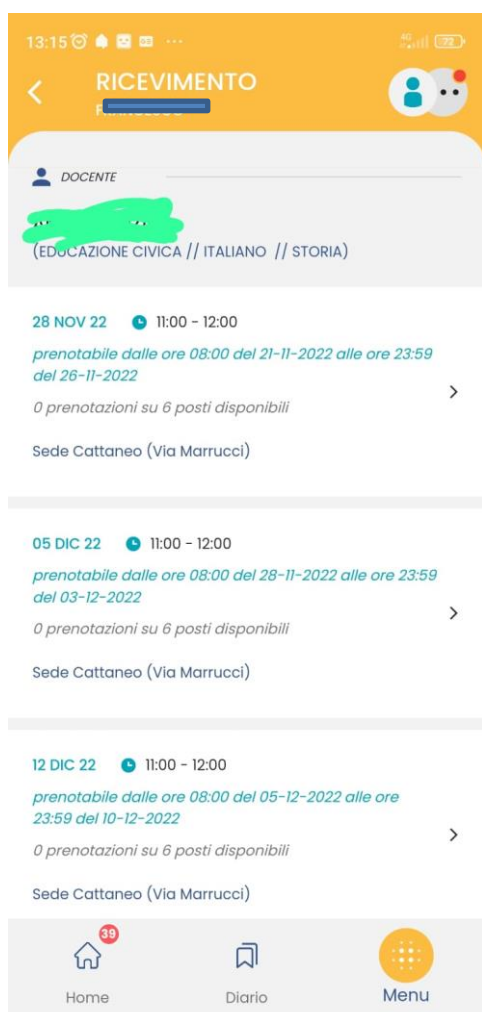 13:15
4G
22
RICEVIMENTO
DOCENTE
(EDUCAZIONE CIVICA // ITALIANO // STORIA)
28 NOV 22 11:00 - 12:00
prenotabile dalle ore 08:00 del 21-11-2022 alle ore 23:59
del 26-11-2022
0 prenotazioni su 6 posti disponibili
Sede Cattaneo (Via Marrucci)
05 DIC 22 11:00 - 12:00
prenotabile dalle ore 08:00 del 28-11-2022 alle ore 23:59
del 03-12-2022
0 prenotazioni su 6 posti disponibili
Sede Cattaneo (Via Marrucci)
12 DIC 22 11:00 - 12:00
prenotabile dalle ore 08:00 del 05-12-2022 alle ore
23:59 del 10-12-2022
0 prenotazioni su 6 posti disponibili
Sede Cattaneo (Via Marrucci)
39
Home Diario Menu